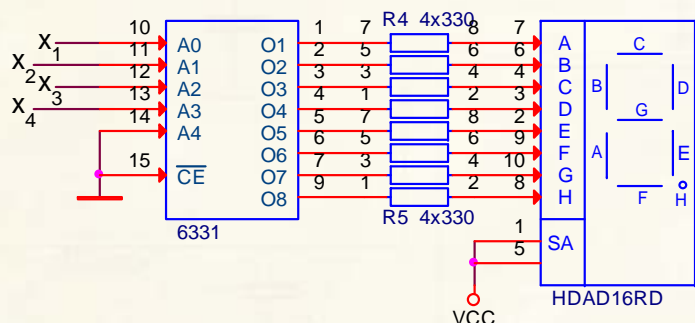 R4 4x330
X1 10 A0 O1 1 7 8 7 A
X2 11 A1 O2 2 5 6 6 B
X3 12 A2 O3 3 3 4 4 C
X4 13 A3 O4 4 1 2 3 D
14 A4 O5 5 7 8 2 E
O6 6 5 6 9 F
15 CE O7 7 3 4 10 G
O8 9 1 2 8 H
6331
R5 4x330
1 SA
5
VCC
HDAD16RD
C
B D
G
A E
F H